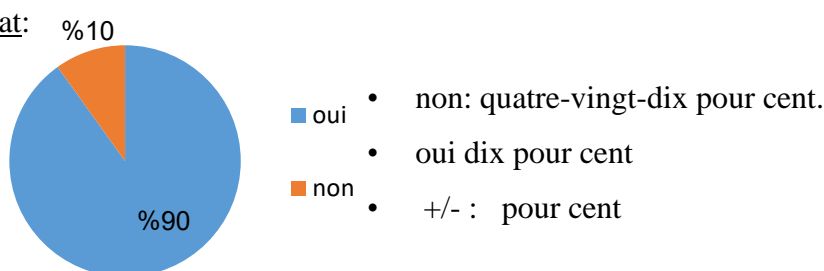 at:
%10
%90
oui
non
• non: quatre-vingt-dix pour cent.
• oui dix pour cent
• +/- : pour cent